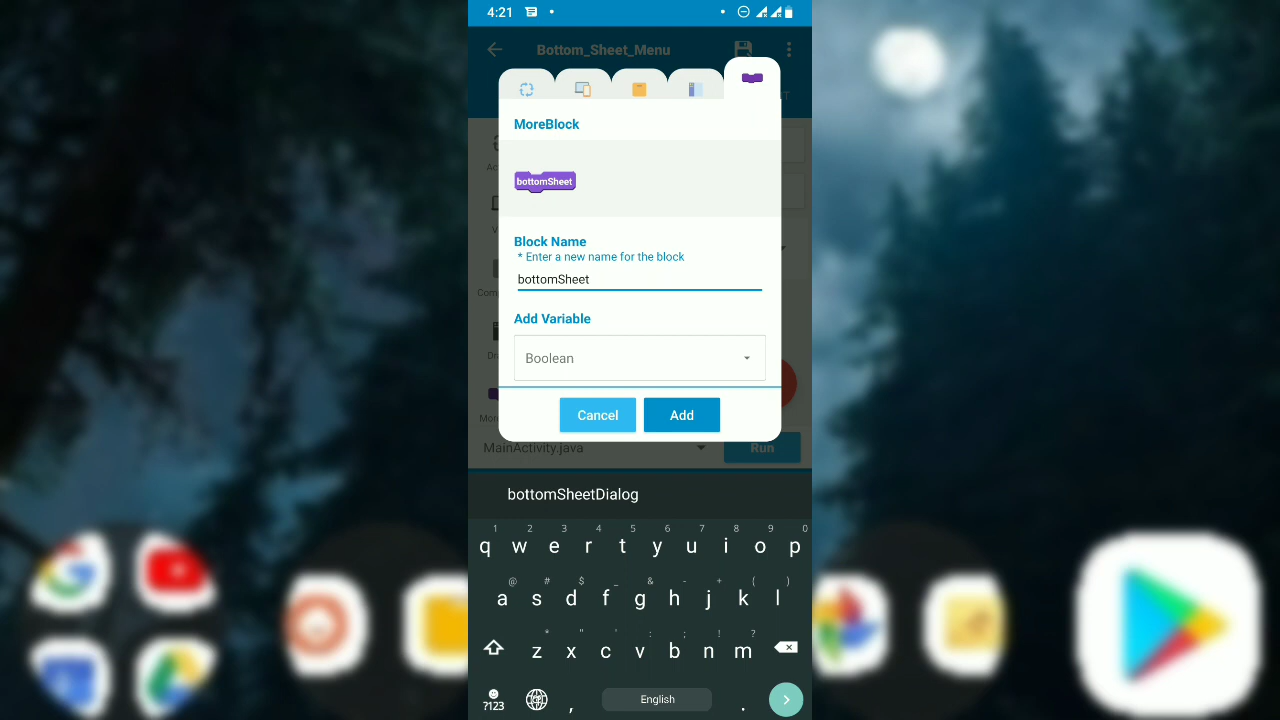 4:21
Bottom_Sheet_Menu
MoreBlock
bottomSheet
Block Name
* Enter a new name for the block
bottomSheet
Add Variable
Boolean
Cancel Add
MainActivity.java Run
bottomSheetDialog
1 2 3 4 5 6 7 8 9 0
q w e r t y u i o p
@ # $ _ & - + ( )
a s d f g h j k l
* " ' : ; ! ?
z x c v b n m
?123 , English .